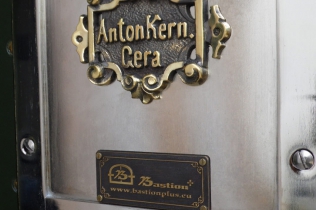 Anton Kern.
Gera
B Bastion+
www.bastionplus.eu